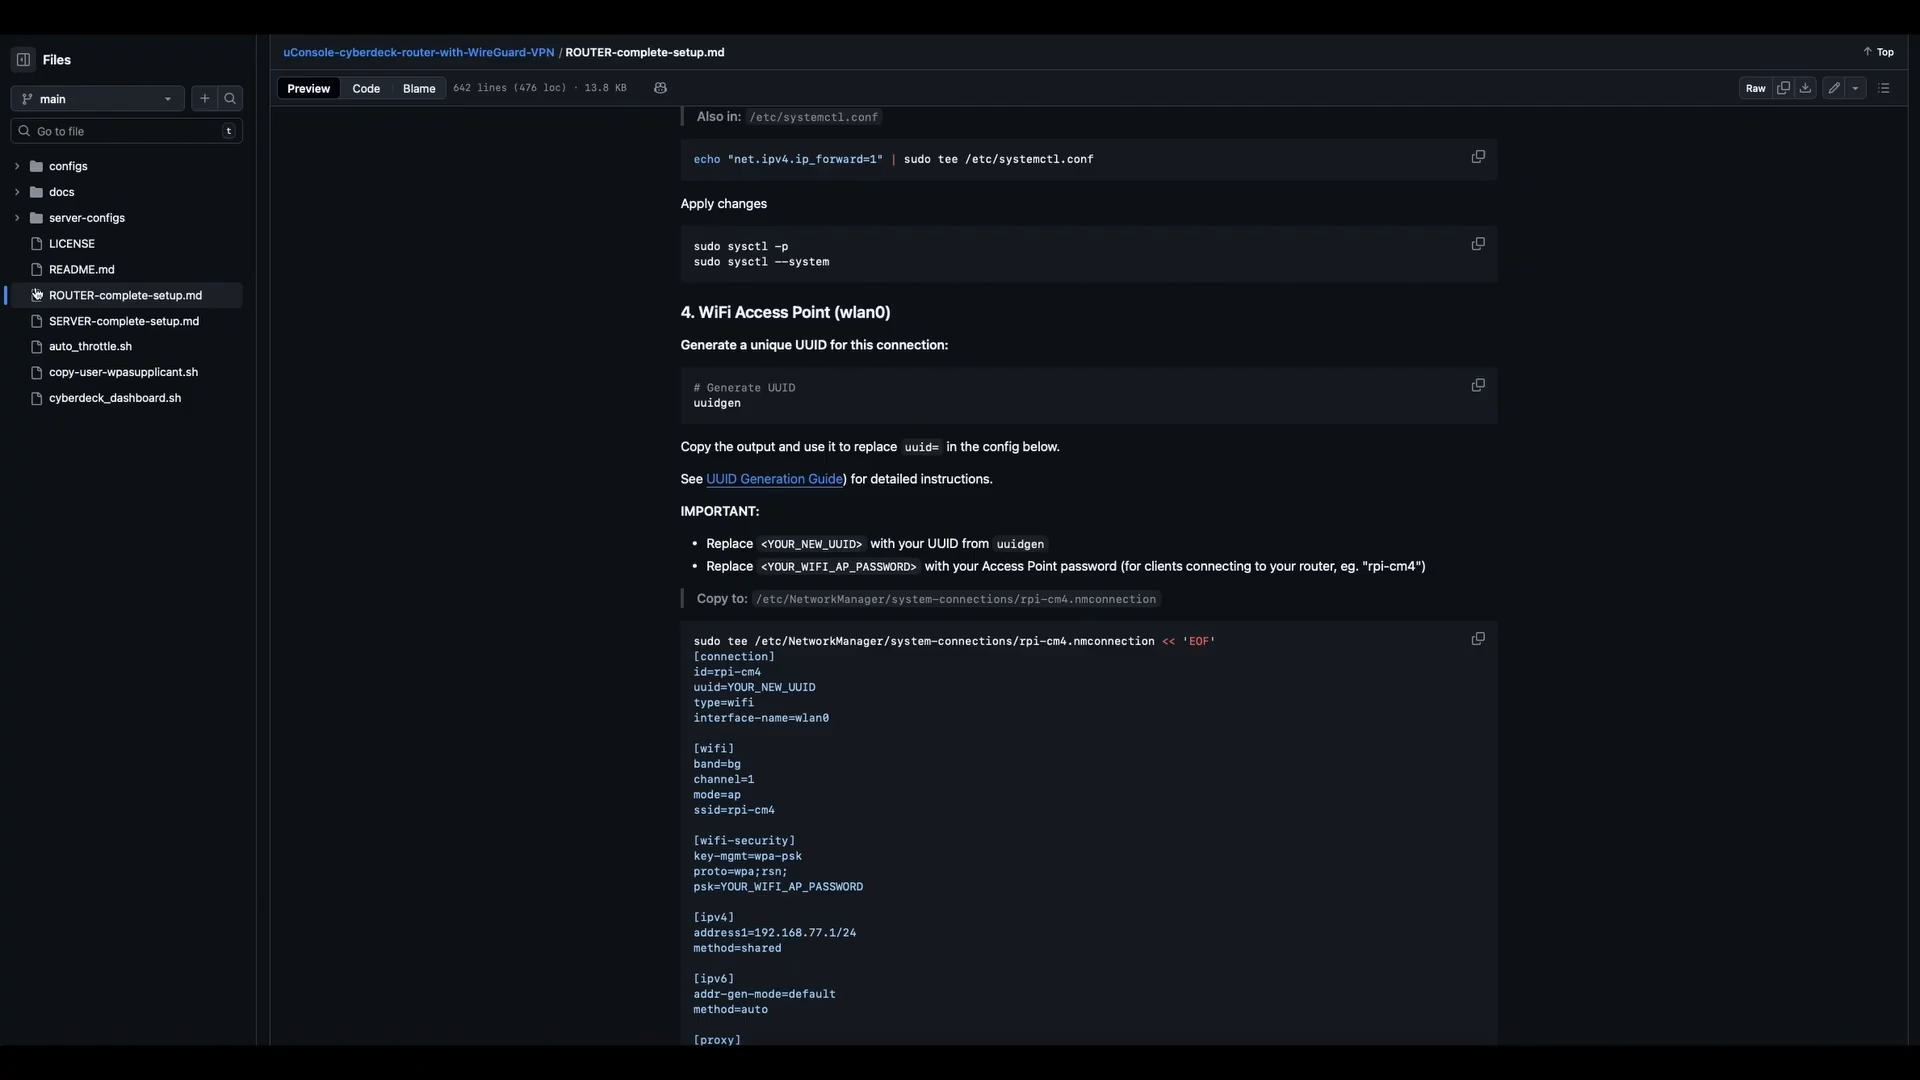 Files
main
Go to file
t
configs
docs
server-configs
LICENSE
README.md
ROUTER-complete-setup.md
SERVER-complete-setup.md
auto_throttle.sh
copy-user-wpasupplicant.sh
cyberdeck_dashboard.sh
uConsole-cyberdeck-router-with-WireGuard-VPN / ROUTER-complete-setup.md
Top
Preview Code Blame 642 lines (476 loc) · 13.8 KB
Raw
Also in: /etc/systemctl.conf
echo "net.ipv4.ip_forward=1" | sudo tee /etc/systemctl.conf
Apply changes
sudo sysctl -p
sudo sysctl --system
4. WiFi Access Point (wlan0)
Generate a unique UUID for this connection:
# Generate UUID
uuidgen
Copy the output and use it to replace uuid= in the config below.
See UUID Generation Guide) for detailed instructions.
IMPORTANT:
• Replace <YOUR_NEW_UUID> with your UUID from uuidgen
• Replace <YOUR_WIFI_AP_PASSWORD> with your Access Point password (for clients connecting to your router, eg. "rpi-cm4")
Copy to: /etc/NetworkManager/system-connections/rpi-cm4.nmconnection
sudo tee /etc/NetworkManager/system-connections/rpi-cm4.nmconnection << 'EOF'
[connection]
id=rpi-cm4
uuid=YOUR_NEW_UUID
type=wifi
interface-name=wlan0
[wifi]
band=bg
channel=1
mode=ap
ssid=rpi-cm4
[wifi-security]
key-mgmt=wpa-psk
proto=wpa;rsn;
psk=YOUR_WIFI_AP_PASSWORD
[ipv4]
address1=192.168.77.1/24
method=shared
[ipv6]
addr-gen-mode=default
method=auto
[proxy]